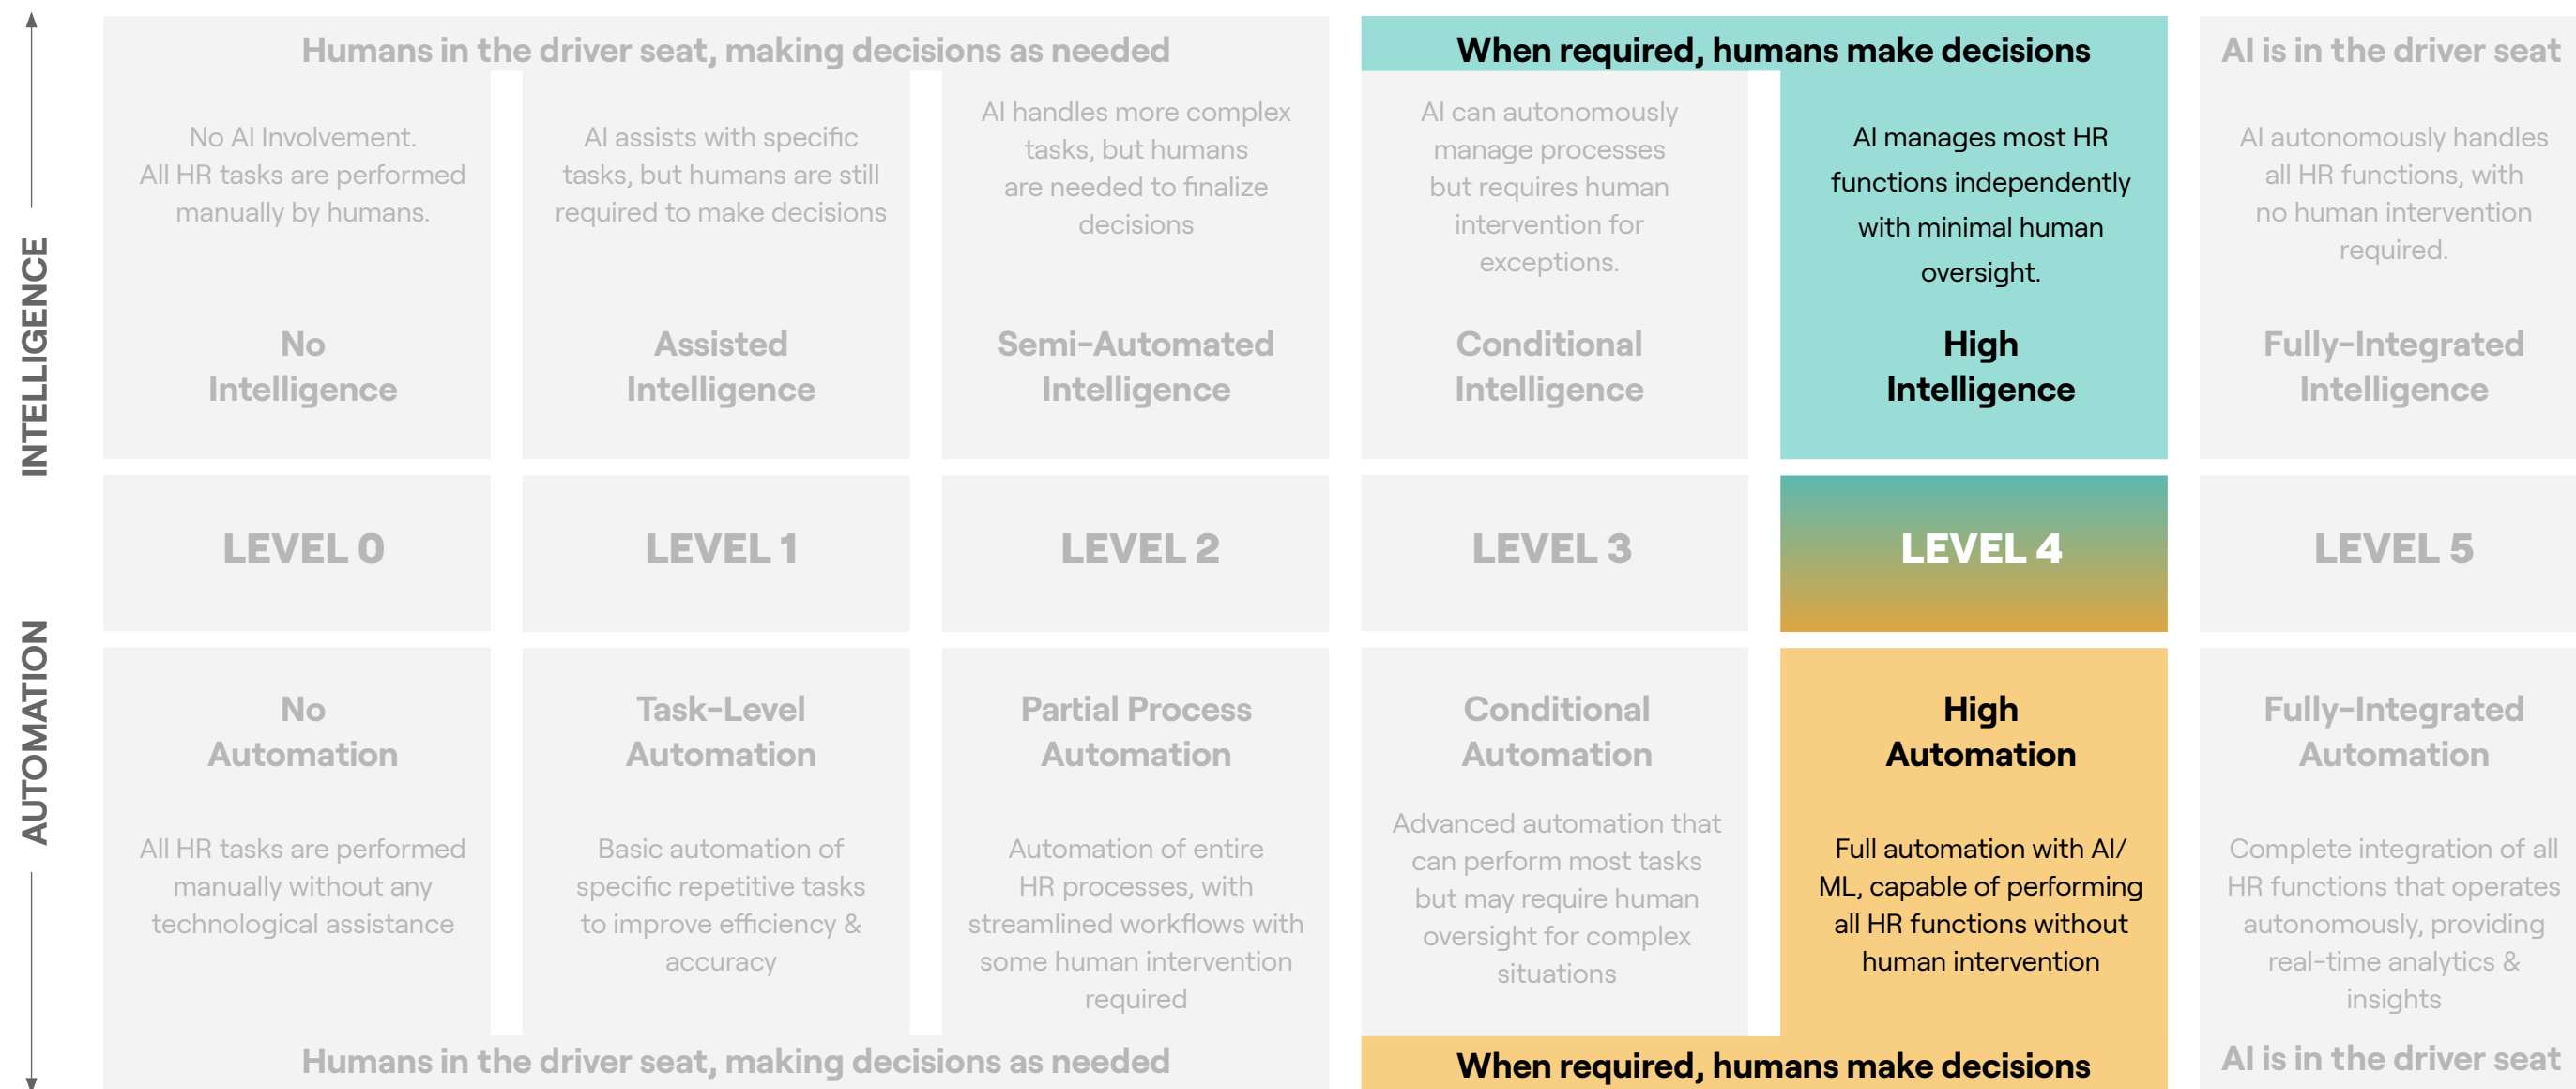 INTELLIGENCE
AUTOMATION
Humans in the driver seat, making decisions as needed
When required, humans make decisions
AI is in the driver seat
No AI Involvement.
All HR tasks are performed
manually by humans.
No
Intelligence
AI assists with specific
tasks, but humans are still
required to make decisions
Assisted
Intelligence
AI handles more complex
tasks, but humans
are needed to finalize
decisions
Semi-Automated
Intelligence
AI can autonomously
manage processes
but requires human
intervention for
exceptions.
Conditional
Intelligence
AI manages most HR
functions independently
with minimal human
oversight.
High
Intelligence
AI autonomously handles
all HR functions, with
no human intervention
required.
Fully-Integrated
Intelligence
LEVEL 0
LEVEL 1
LEVEL 2
LEVEL 3
LEVEL 4
LEVEL 5
No
Automation
All HR tasks are performed
manually without any
technological assistance
Task-Level
Automation
Basic automation of
specific repetitive tasks
to improve efficiency &
accuracy
Partial Process
Automation
Automation of entire
HR processes, with
streamlined workflows with
some human intervention
required
Conditional
Automation
Advanced automation that
can perform most tasks
but may require human
oversight for complex
situations
High
Automation
Full automation with AI/
ML, capable of performing
all HR functions without
human intervention
Fully-Integrated
Automation
Complete integration of all
HR functions that operates
autonomously, providing
real-time analytics &
insights
Humans in the driver seat, making decisions as needed
When required, humans make decisions
AI is in the driver seat